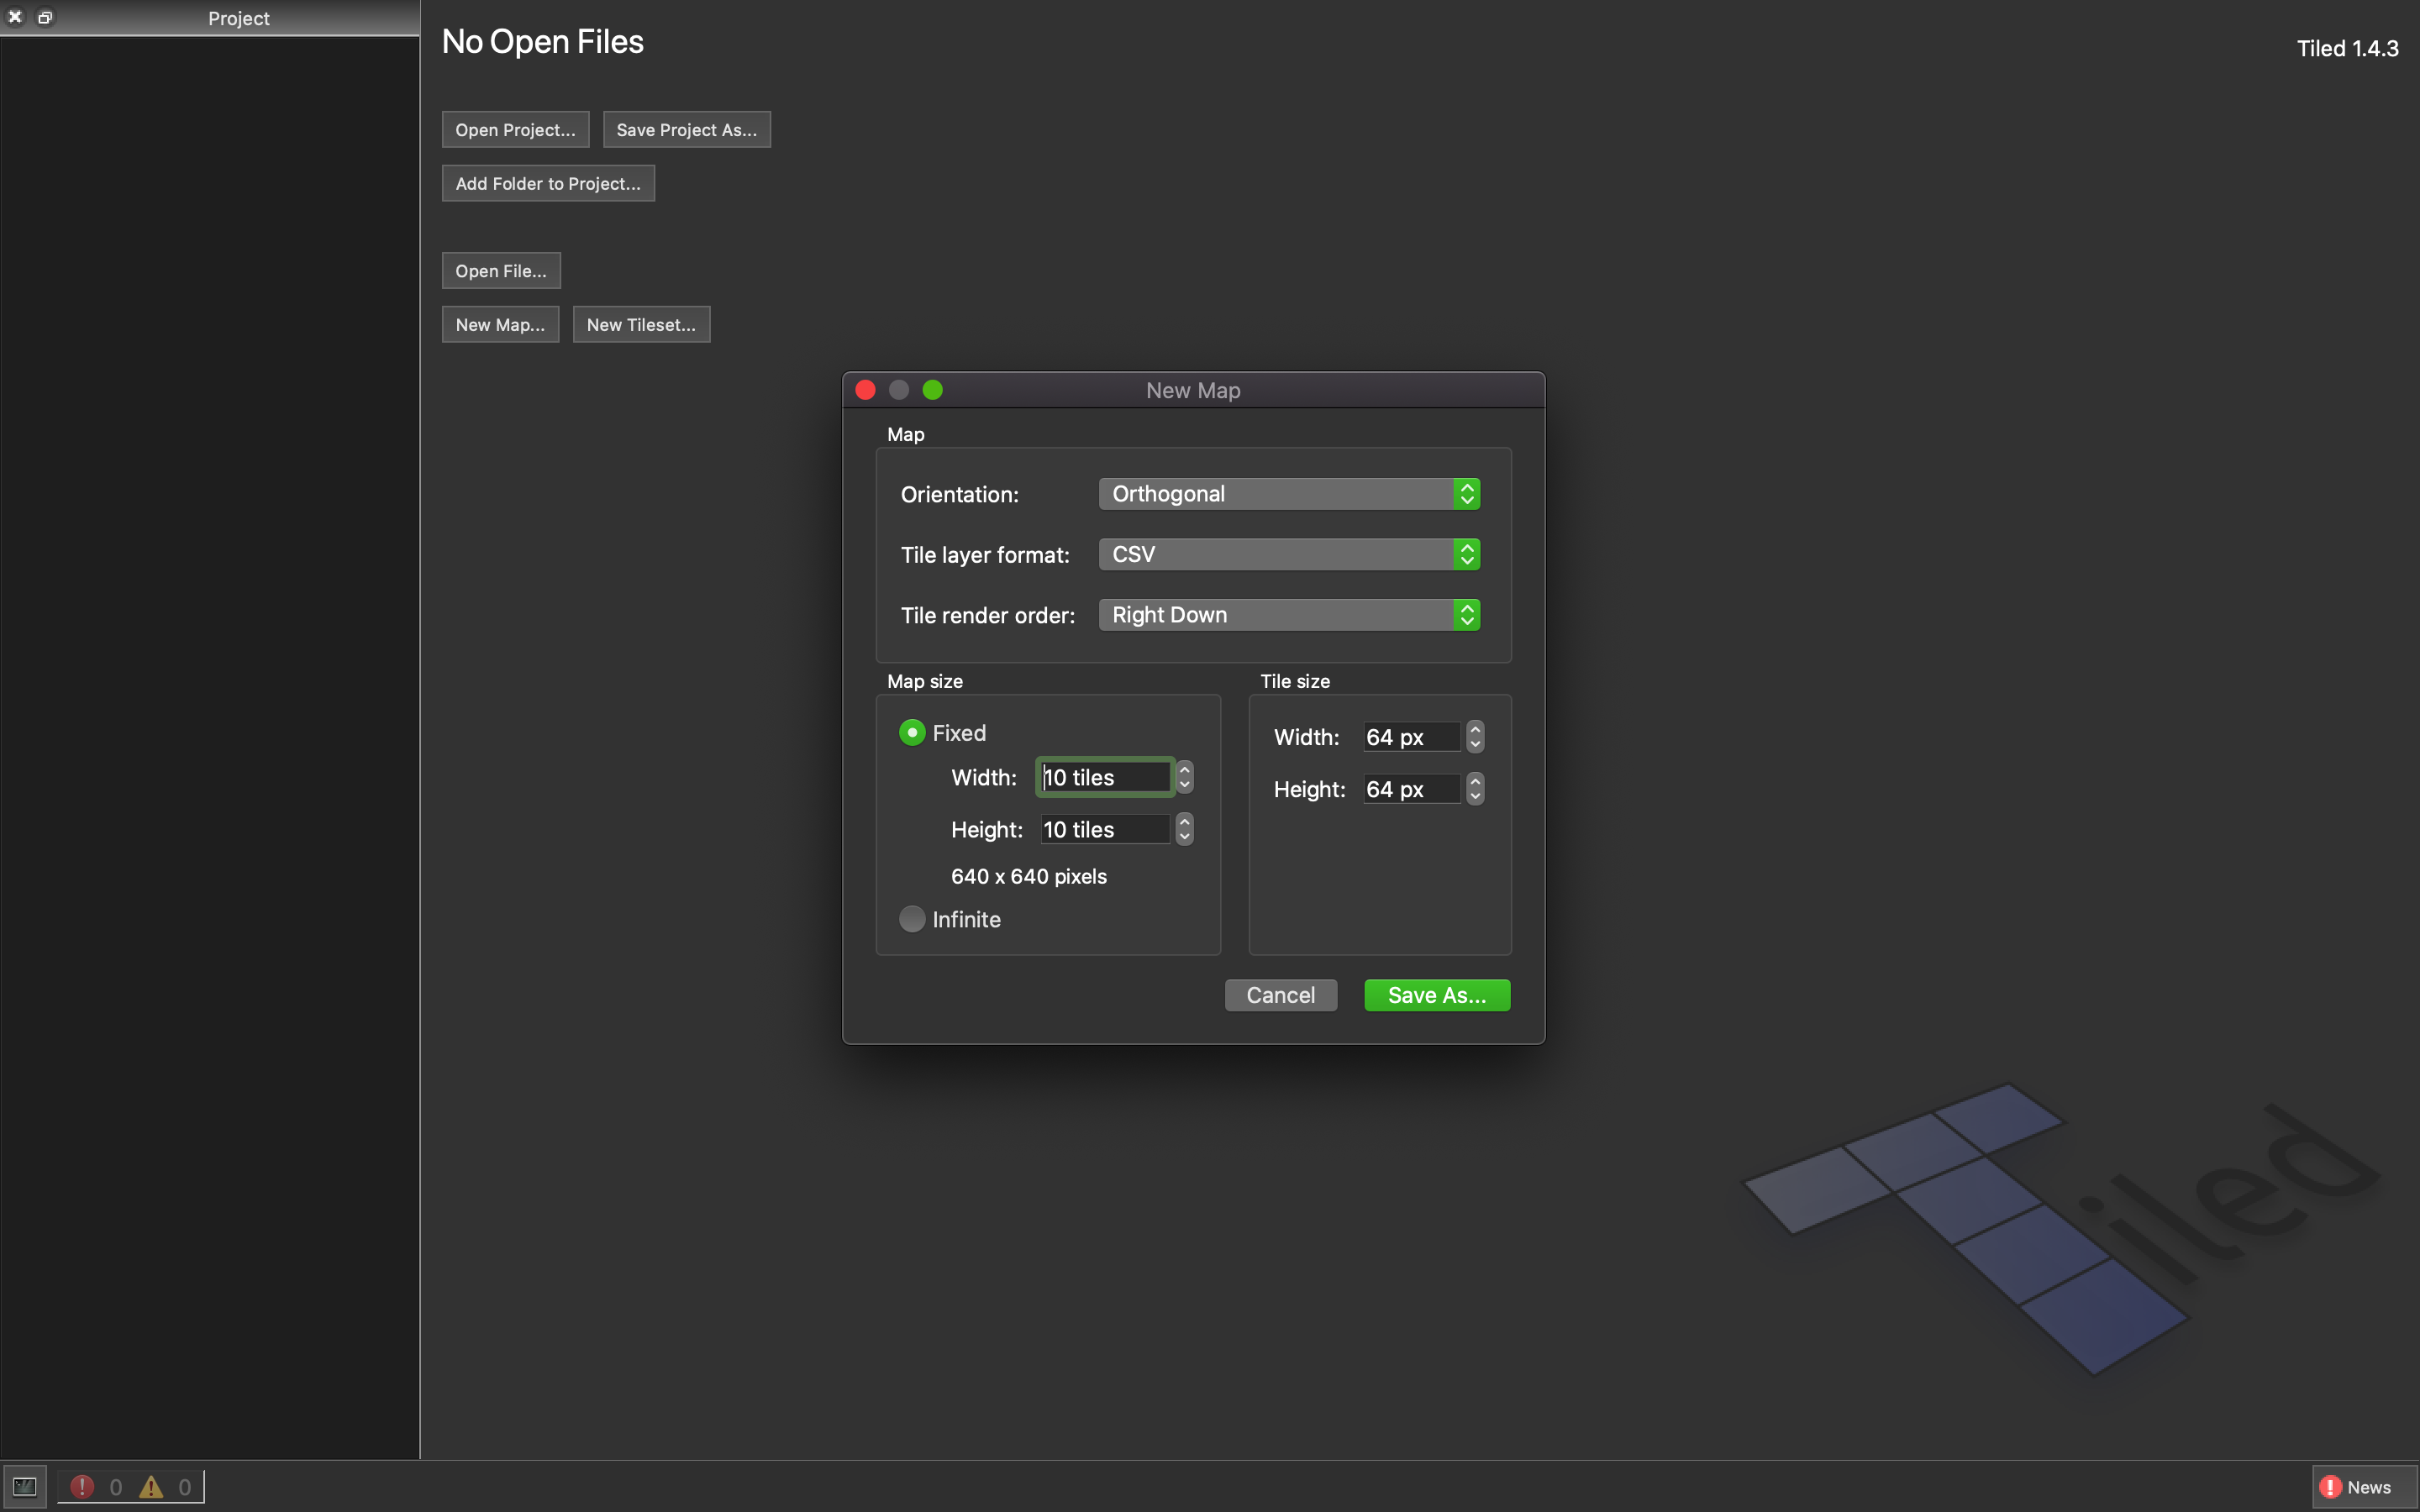 Project
No Open Files
Tiled 1.4.3
Open Project...
Save Project As...
Add Folder to Project...
Open File...
New Map...
New Tileset...
New Map
Map
Orientation:
Orthogonal
Tile layer format:
CSV
Tile render order:
Right Down
Map size
Fixed
Width:
10 tiles
Height:
10 tiles
640 x 640 pixels
Infinite
Tile size
Width:
64 px
Height:
64 px
Cancel
Save As...
Tiled
0
0
News